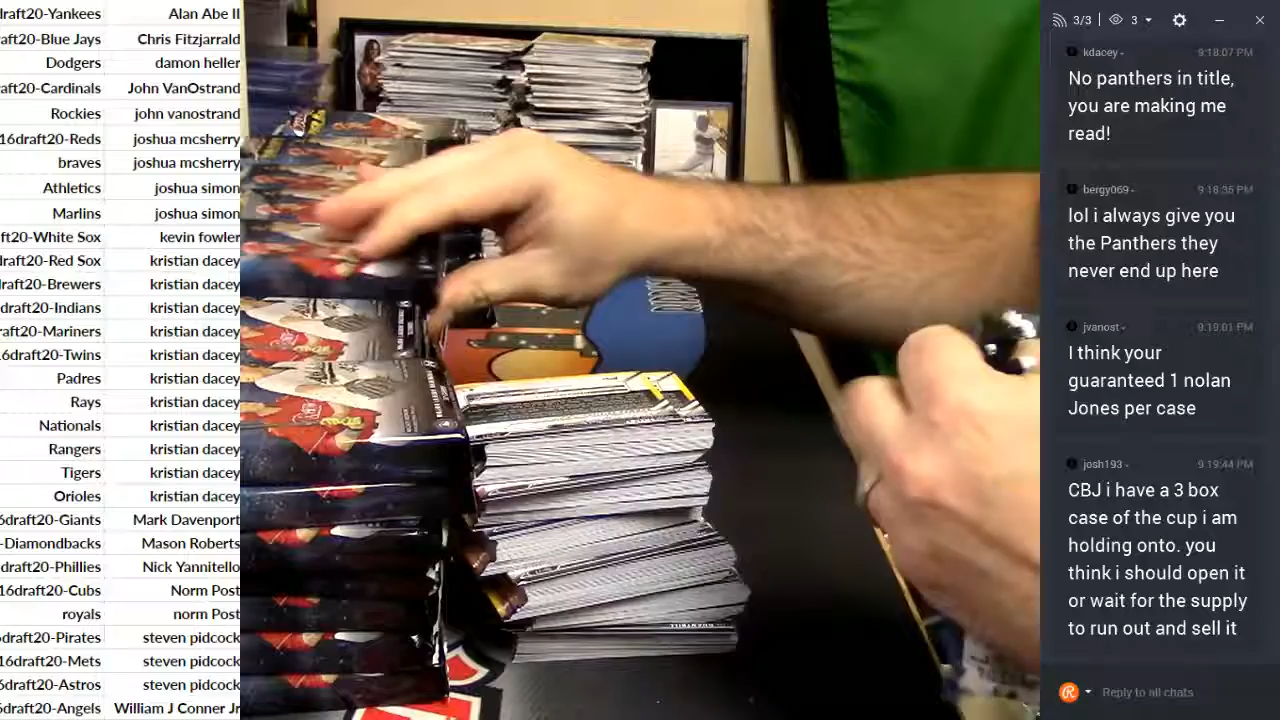 draft20-Yankees Alan Abe II
aft20-Blue Jays Chris Fitzjarrald
Dodgers damon heller
raft20-Cardinals John VanOstrand
Rockies john vanostrand
16draft20-Reds joshua mcsherry
braves joshua mcsherry
Athletics joshua simon
Marlins joshua simon
ft20-White Sox kevin fowler
draft20-Red Sox kristian dacey
draft20-Brewers kristian dacey
draft20-Indians kristian dacey
raft20-Mariners kristian dacey
16draft20-Twins kristian dacey
Padres kristian dacey
Rays kristian dacey
Nationals kristian dacey
Rangers kristian dacey
Tigers kristian dacey
Orioles kristian dacey
6draft20-Giants Mark Davenport
-Diamondbacks Mason Roberts
draft20-Phillies Nick Yannitello
16draft20-Cubs Norm Post
royals norm Post
6draft20-Pirates steven pidcock
16draft20-Mets steven pidcock
6draft20-Astros steven pidcock
6draft20-Angels William J Conner Jr
3/3 3
kdacey - 9:18:07 PM
No panthers in title,
you are making me
read!
bergy069 - 9:18:35 PM
lol i always give you
the Panthers they
never end up here
jvanost - 9:19:01 PM
I think your
guaranteed 1 nolan
Jones per case
josh193 - 9:19:44 PM
CBJ i have a 3 box
case of the cup i am
holding onto. you
think i should open it
or wait for the supply
to run out and sell it
Reply to all chats